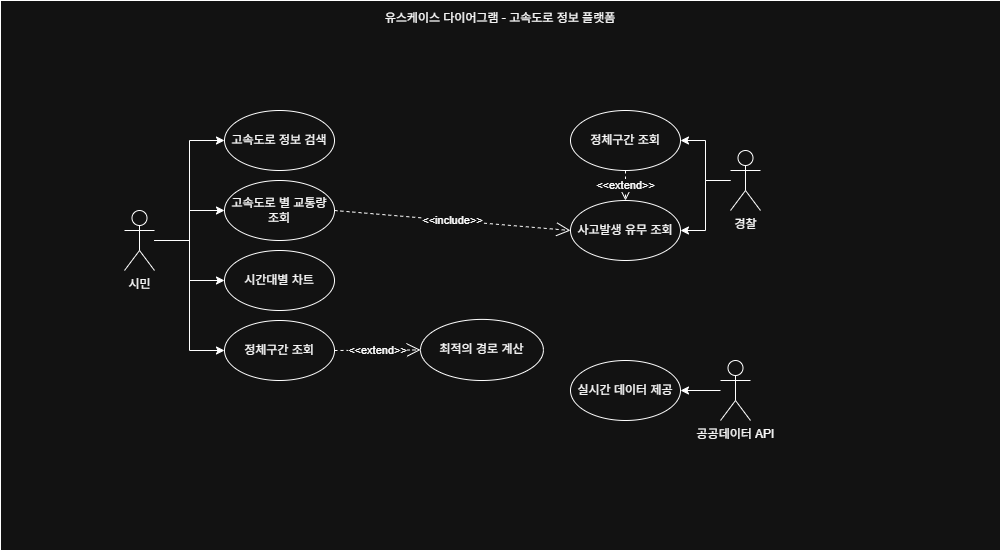 유스케이스 다이어그램 - 고속도로 정보 플랫폼
고속도로 정보 검색
고속도로 별 교통량
조회
시간대별 차트
정체구간 조회
시민
<<include>>
<<extend>>
최적의 경로 계산
정체구간 조회
<<extend>>
사고발생 유무 조회
경찰
실시간 데이터 제공
공공데이터 API